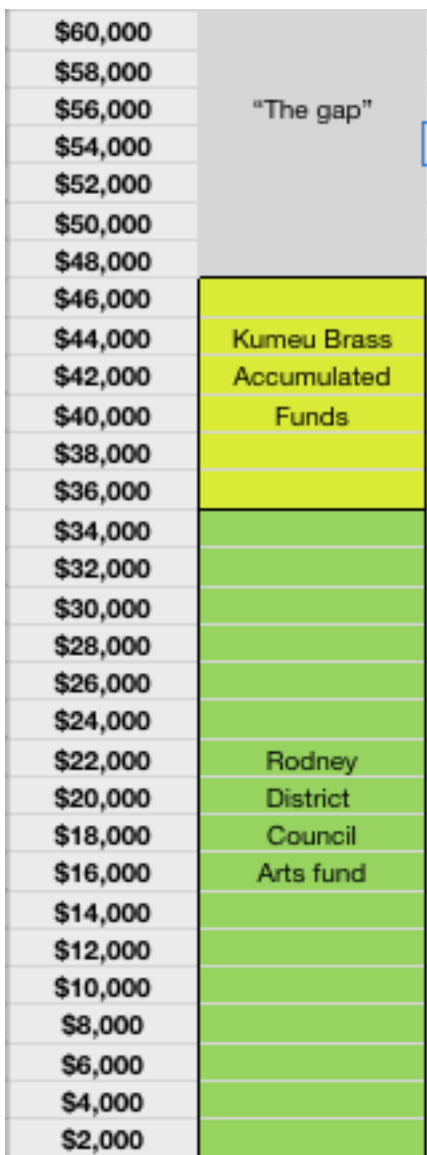 $60,000
$58,000
$56,000 “The gap”
$54,000
$52,000
$50,000
$48,000
$46,000
$44,000 Kumeu Brass
$42,000 Accumulated
$40,000 Funds
$38,000
$36,000
$34,000
$32,000
$30,000
$28,000
$26,000
$24,000
$22,000 Rodney
$20,000 District
$18,000 Council
$16,000 Arts fund
$14,000
$12,000
$10,000
$8,000
$6,000
$4,000
$2,000